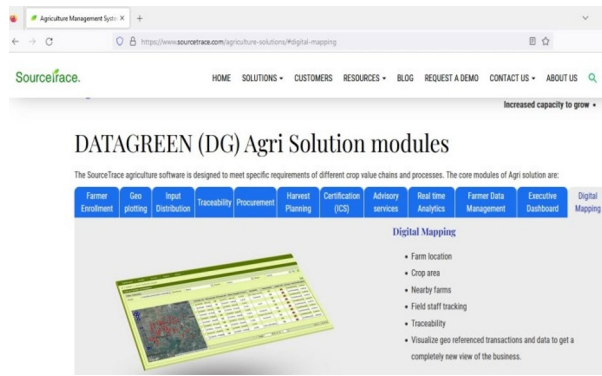 Agriculture Management Syste
https://www.sourcetrace.com/agriculture-solutions/#digital-mapping
SourceTrace.
HOME SOLUTIONS CUSTOMERS RESOURCES BLOG REQUEST A DEMO CONTACT US ABOUT US
Increased capacity to grow •
DATAGREEN (DG) Agri Solution modules
The SourceTrace agriculture software is designed to meet specific requirements of different crop value chains and processes. The core modules of Agri solution are:
Farmer Enrollment
Geo plotting
Input Distribution
Traceability
Procurement
Harvest Planning
Certification (ICS)
Advisory services
Real time Analytics
Farmer Data Management
Executive Dashboard
Digital Mapping
Digital Mapping
• Farm location
• Crop area
• Nearby farms
• Field staff tracking
• Traceability
• Visualize geo referenced transactions and data to get a
completely new view of the business.